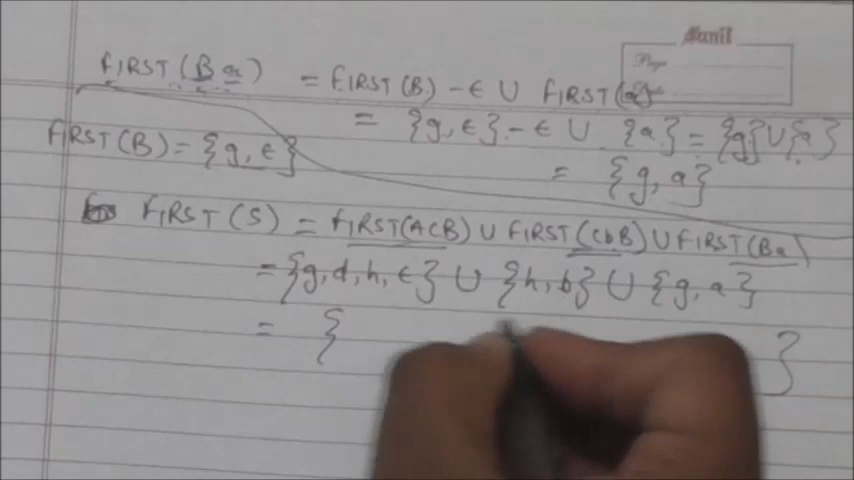 FIRST(Ba) = FIRST(B) - ϵ ∪ FIRST(a)
= {g, ϵ} - ϵ ∪ {a} = {g} ∪ {a}
FIRST(B) = {g, ϵ}
= {g, a}
FIRST(S) = FIRST(ACB) ∪ FIRST(CbB) ∪ FIRST(Ba)
= {g, d, h, ϵ} ∪ {h, b} ∪ {g, a}
= { }